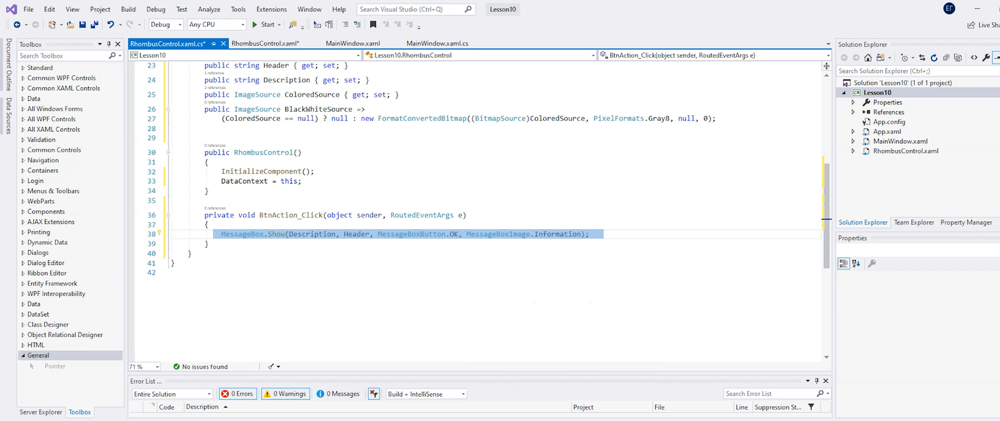 File Edit View Project Build Debug Test Analyze Tools Extensions Window Help Search Visual Studio (Ctrl+Q) Lesson10 ЕГ
Debug Any CPU Start Live Sha
Document Outline
Data Sources
Toolbox
Search Toolbox
Standard
Common WPF Controls
Common XAML Controls
Data
All Windows Forms
All WPF Controls
All XAML Controls
Validation
Common Controls
Navigation
Containers
Login
Menus & Toolbars
WebParts
Components
AJAX Extensions
Printing
Dynamic Data
Dialogs
Dialog Editor
Ribbon Editor
Entity Framework
WPF Interoperability
Data
DataSet
Class Designer
Object Relational Designer
HTML
General
Pointer
Server Explorer Toolbox
RhombusControl.xaml.cs* RhombusControl.xaml* MainWindow.xaml MainWindow.xaml.cs
Lesson10 Lesson10.RhombusControl BtnAction_Click(object sender, RoutedEventArgs e)
23 public string Header { get; set; }
1 reference
24 public string Description { get; set; }
2 references
25 public ImageSource ColoredSource { get; set; }
0 references
26 public ImageSource BlackWhiteSource =>
27 (ColoredSource == null) ? null : new FormatConvertedBitmap((BitmapSource)ColoredSource, PixelFormats.Gray8, null, 0);
28
29
0 references
30 public RhombusControl()
31 {
32 InitializeComponent();
33 DataContext = this;
34 }
35
0 references
36 private void BtnAction_Click(object sender, RoutedEventArgs e)
37 {
38 MessageBox.Show(Description, Header, MessageBoxButton.OK, MessageBoxImage.Information);
39 }
40 }
41 }
42
71 % No issues found
Error List ...
Entire Solution 0 Errors 0 Warnings 0 Messages Build + IntelliSense Search Error List
Code Description Project File Line Suppression St...
Solution Explorer
Search Solution Explorer (Ctrl+;)
Solution 'Lesson10' (1 of 1 project)
Lesson10
Properties
References
App.config
App.xaml
MainWindow.xaml
RhombusControl.xaml
Solution Explorer Team Explorer Property Manager
Properties